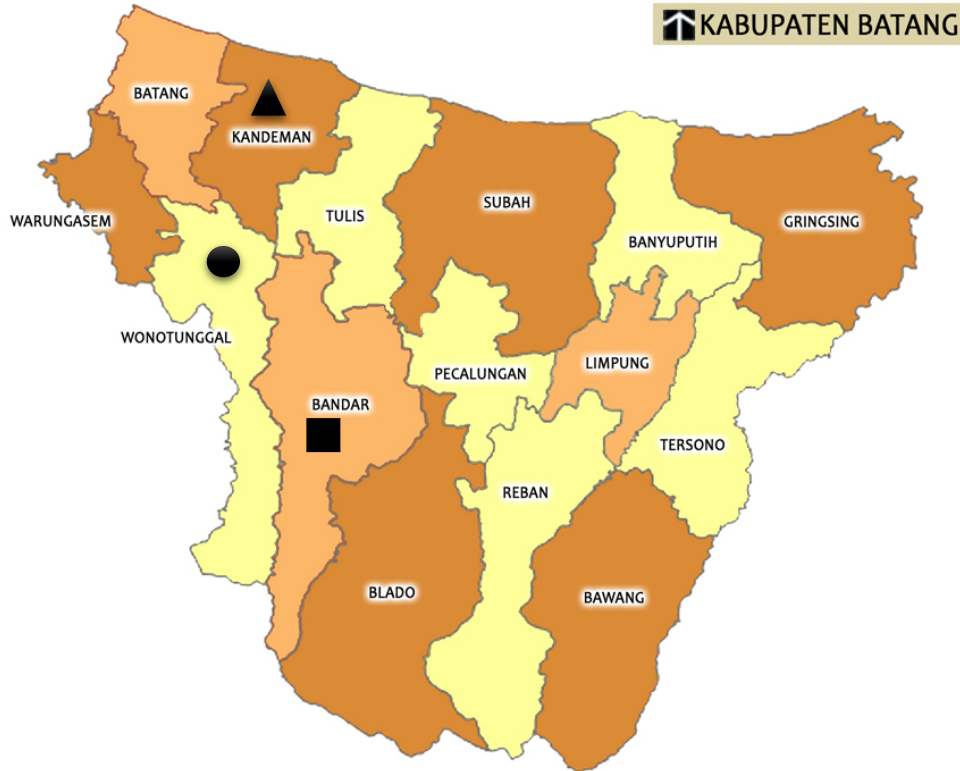 KABUPATEN BATANG
BATANG
KANDEMAN
WARUNGASEM
TULIS
SUBAH
GRINGSING
BANYUPUTIH
WONOTUNGGAL
PECALUNGAN
LIMPUNG
BANDAR
TERSONO
REBAN
BLADO
BAWANG